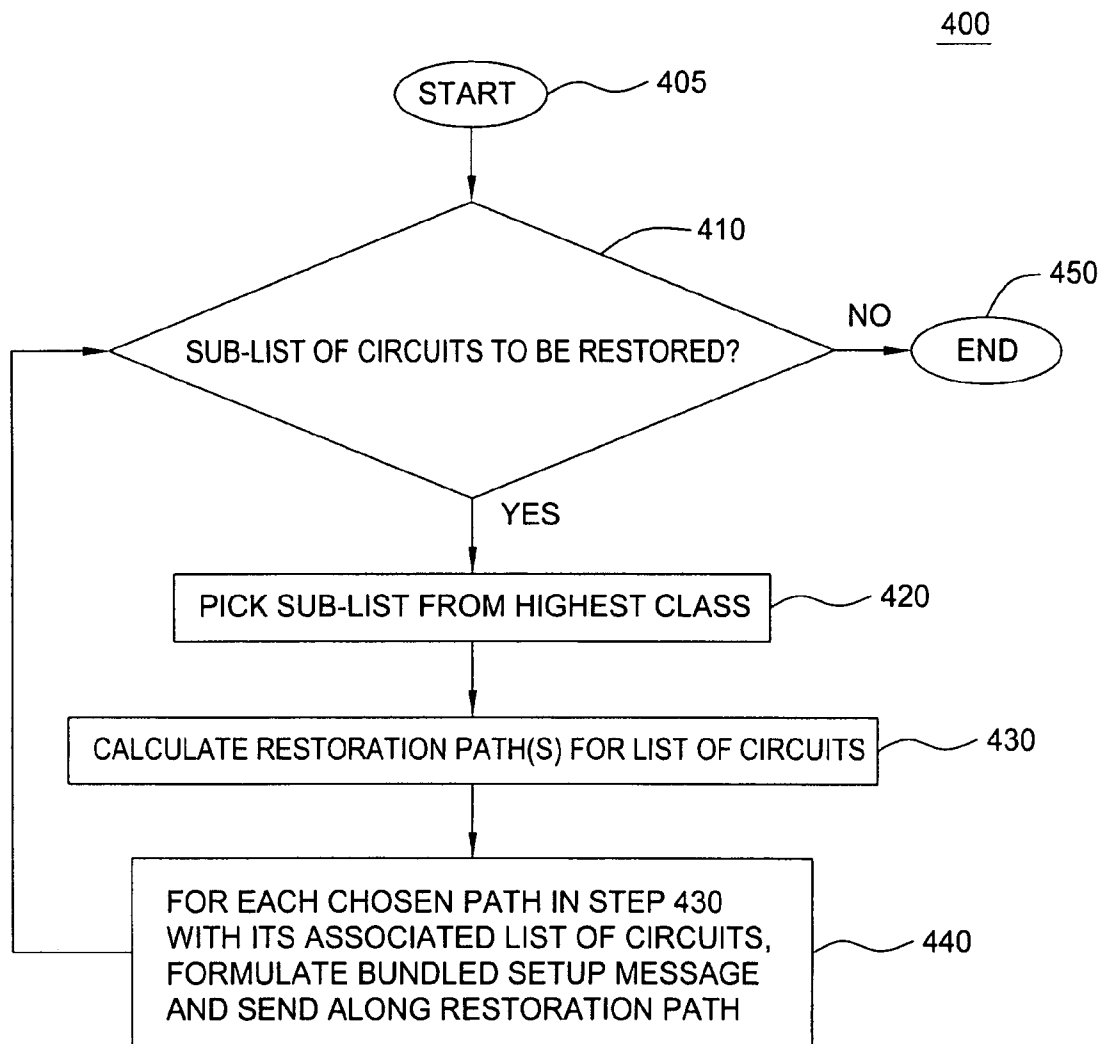 400
START
405
410
SUB-LIST OF CIRCUITS TO BE RESTORED?
NO
450
END
YES
PICK SUB-LIST FROM HIGHEST CLASS
420
CALCULATE RESTORATION PATH(S) FOR LIST OF CIRCUITS
430
FOR EACH CHOSEN PATH IN STEP 430
WITH ITS ASSOCIATED LIST OF CIRCUITS,
FORMULATE BUNDLED SETUP MESSAGE
AND SEND ALONG RESTORATION PATH
440